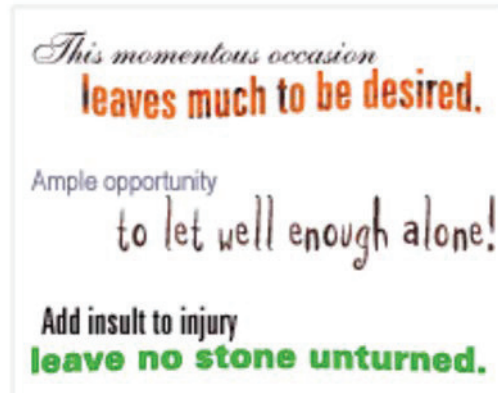 This momentous occasion
leaves much to be desired.
Ample opportunity
to let well enough alone!
Add insult to injury
leave no stone unturned.